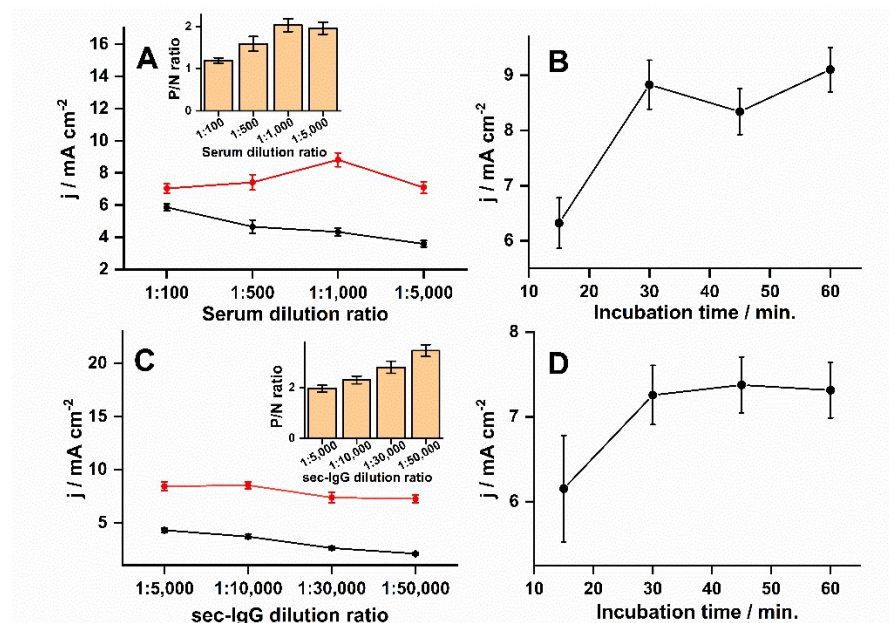 A
j / mA cm-2
16
14
12
10
8
6
4
2
1:100 1:500 1:1,000 1:5,000
Serum dilution ratio
P/N ratio
2
1
0
1:100 1:500 1:1,000 1:5,000
Serum dilution ratio
B
j / mA cm-2
9
8
7
6
10 20 30 40 50 60
Incubation time / min.
C
j / mA cm-2
20
15
10
5
1:5,000 1:10,000 1:30,000 1:50,000
sec-IgG dilution ratio
P/N ratio
2
0
1:5,000 1:10,000 1:30,000 1:50,000
sec-IgG dilution ratio
D
j / mA cm-2
8
7
6
10 20 30 40 50 60
Incubation time / min.